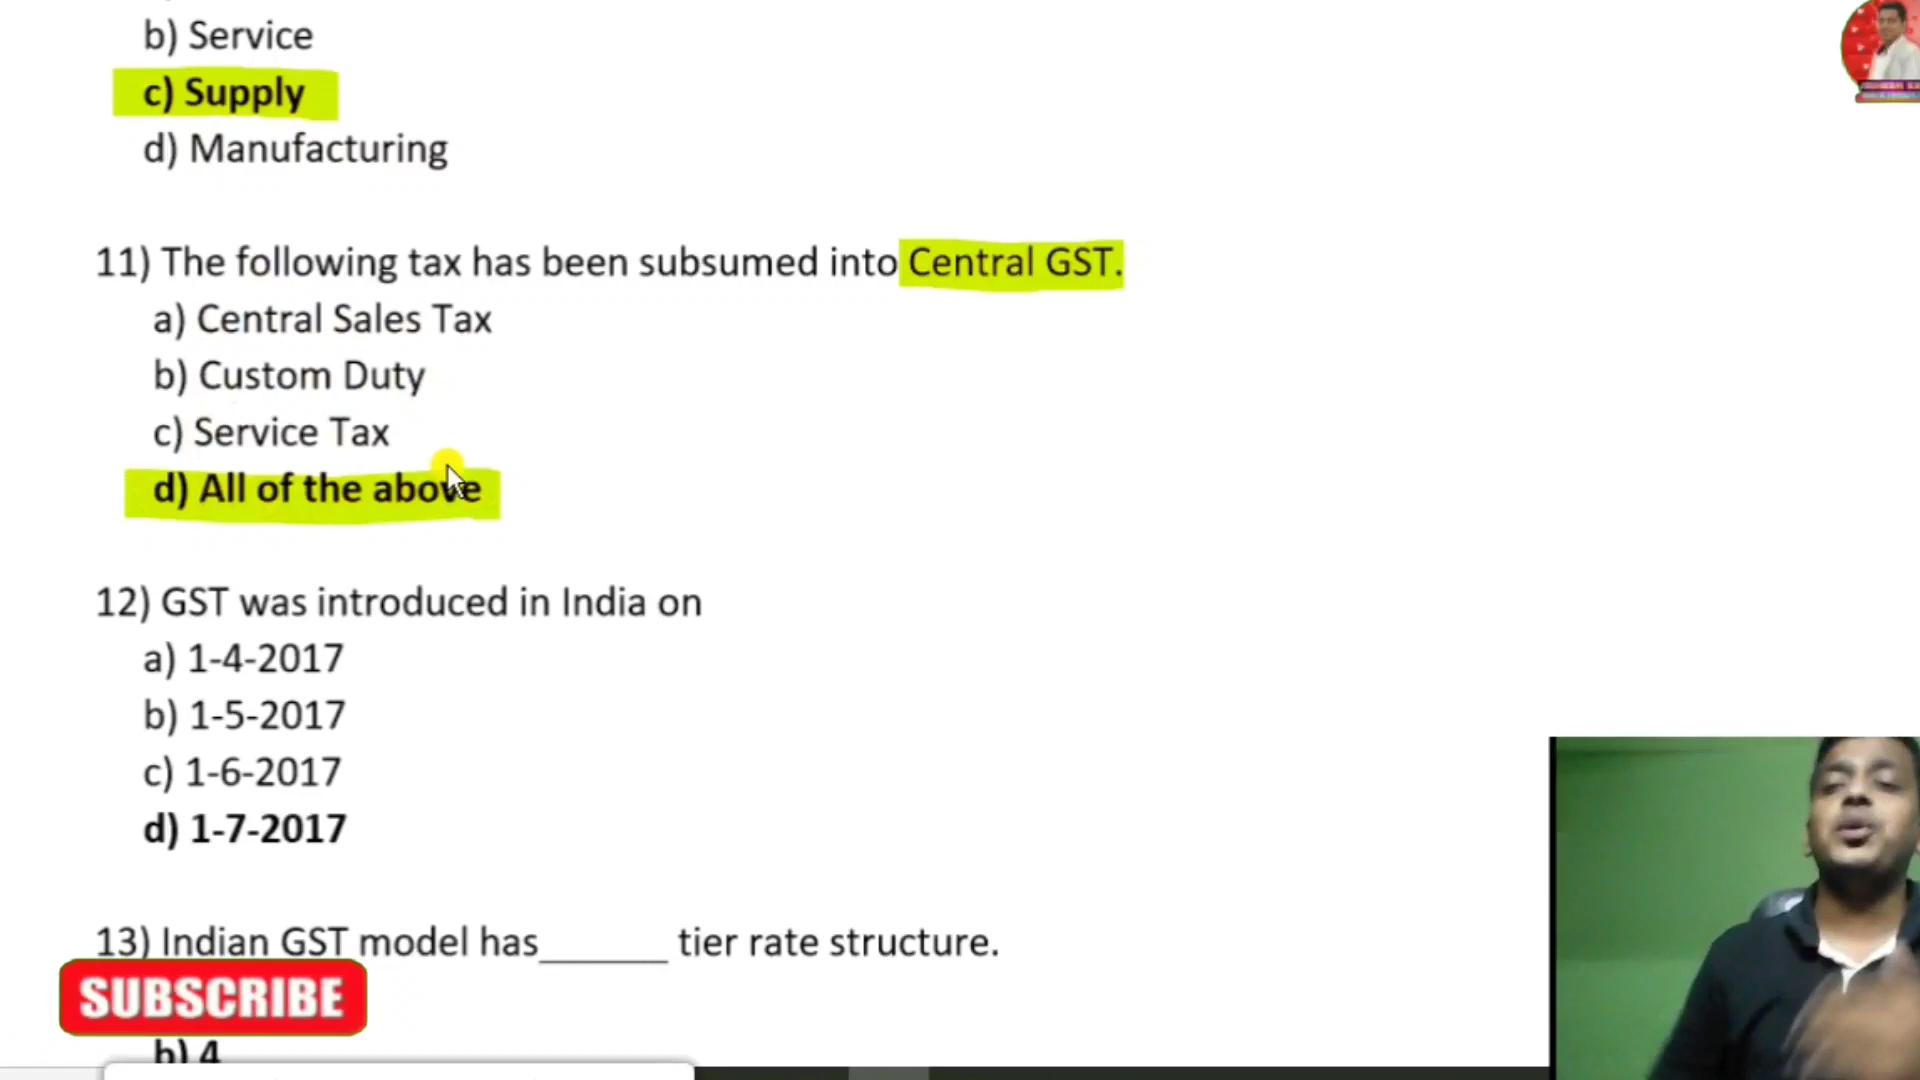 b) Service
c) Supply
d) Manufacturing
11) The following tax has been subsumed into Central GST.
a) Central Sales Tax
b) Custom Duty
c) Service Tax
d) All of the above
12) GST was introduced in India on
a) 1-4-2017
b) 1-5-2017
c) 1-6-2017
d) 1-7-2017
13) Indian GST model has______ tier rate structure.
SUBSCRIBE
b) 4